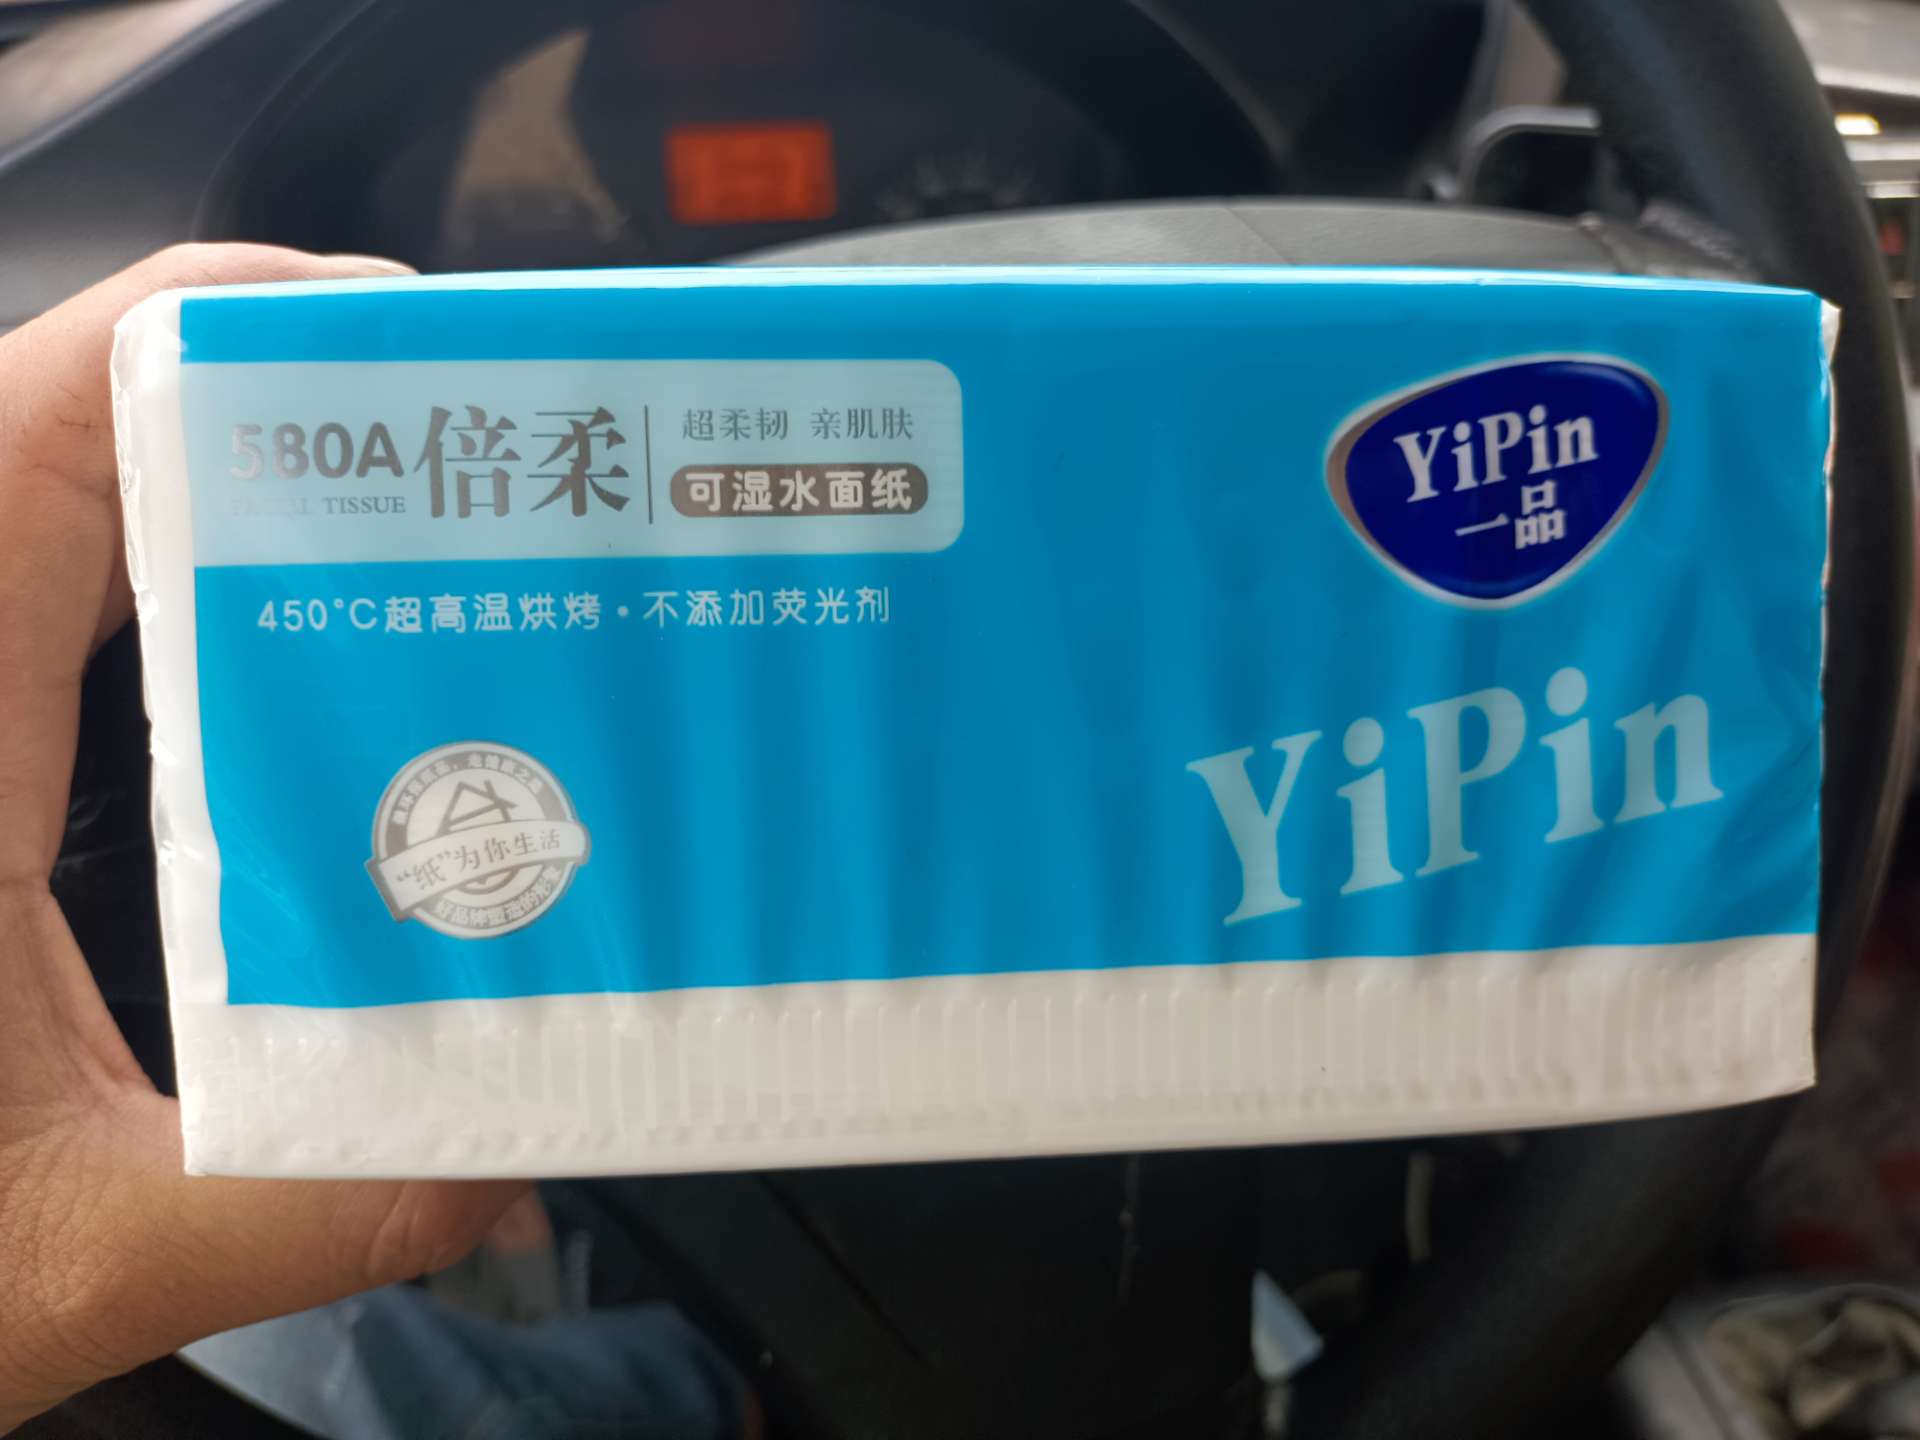 580A
FACIAL TISSUE
倍柔
超柔韧 亲肌肤
可湿水面纸
450°C超高温烘烤·不添加荧光剂
YiPin
一品
YiPin
“纸”为你生活